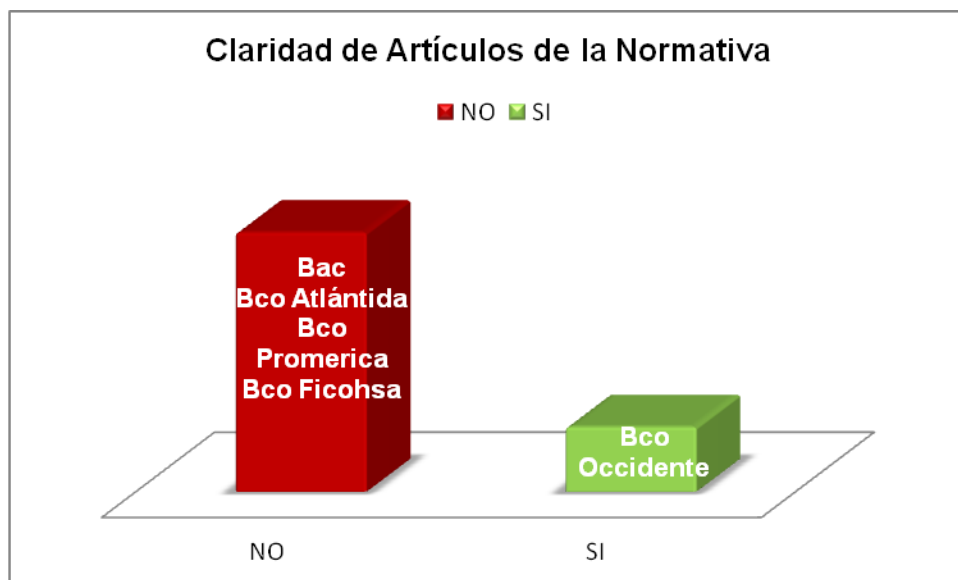 Claridad de Artículos de la Normativa
NO SI
Bac
Bco Atlántida
Bco
Promerica
Bco Ficohsa
Bco
Occidente
NO
SI